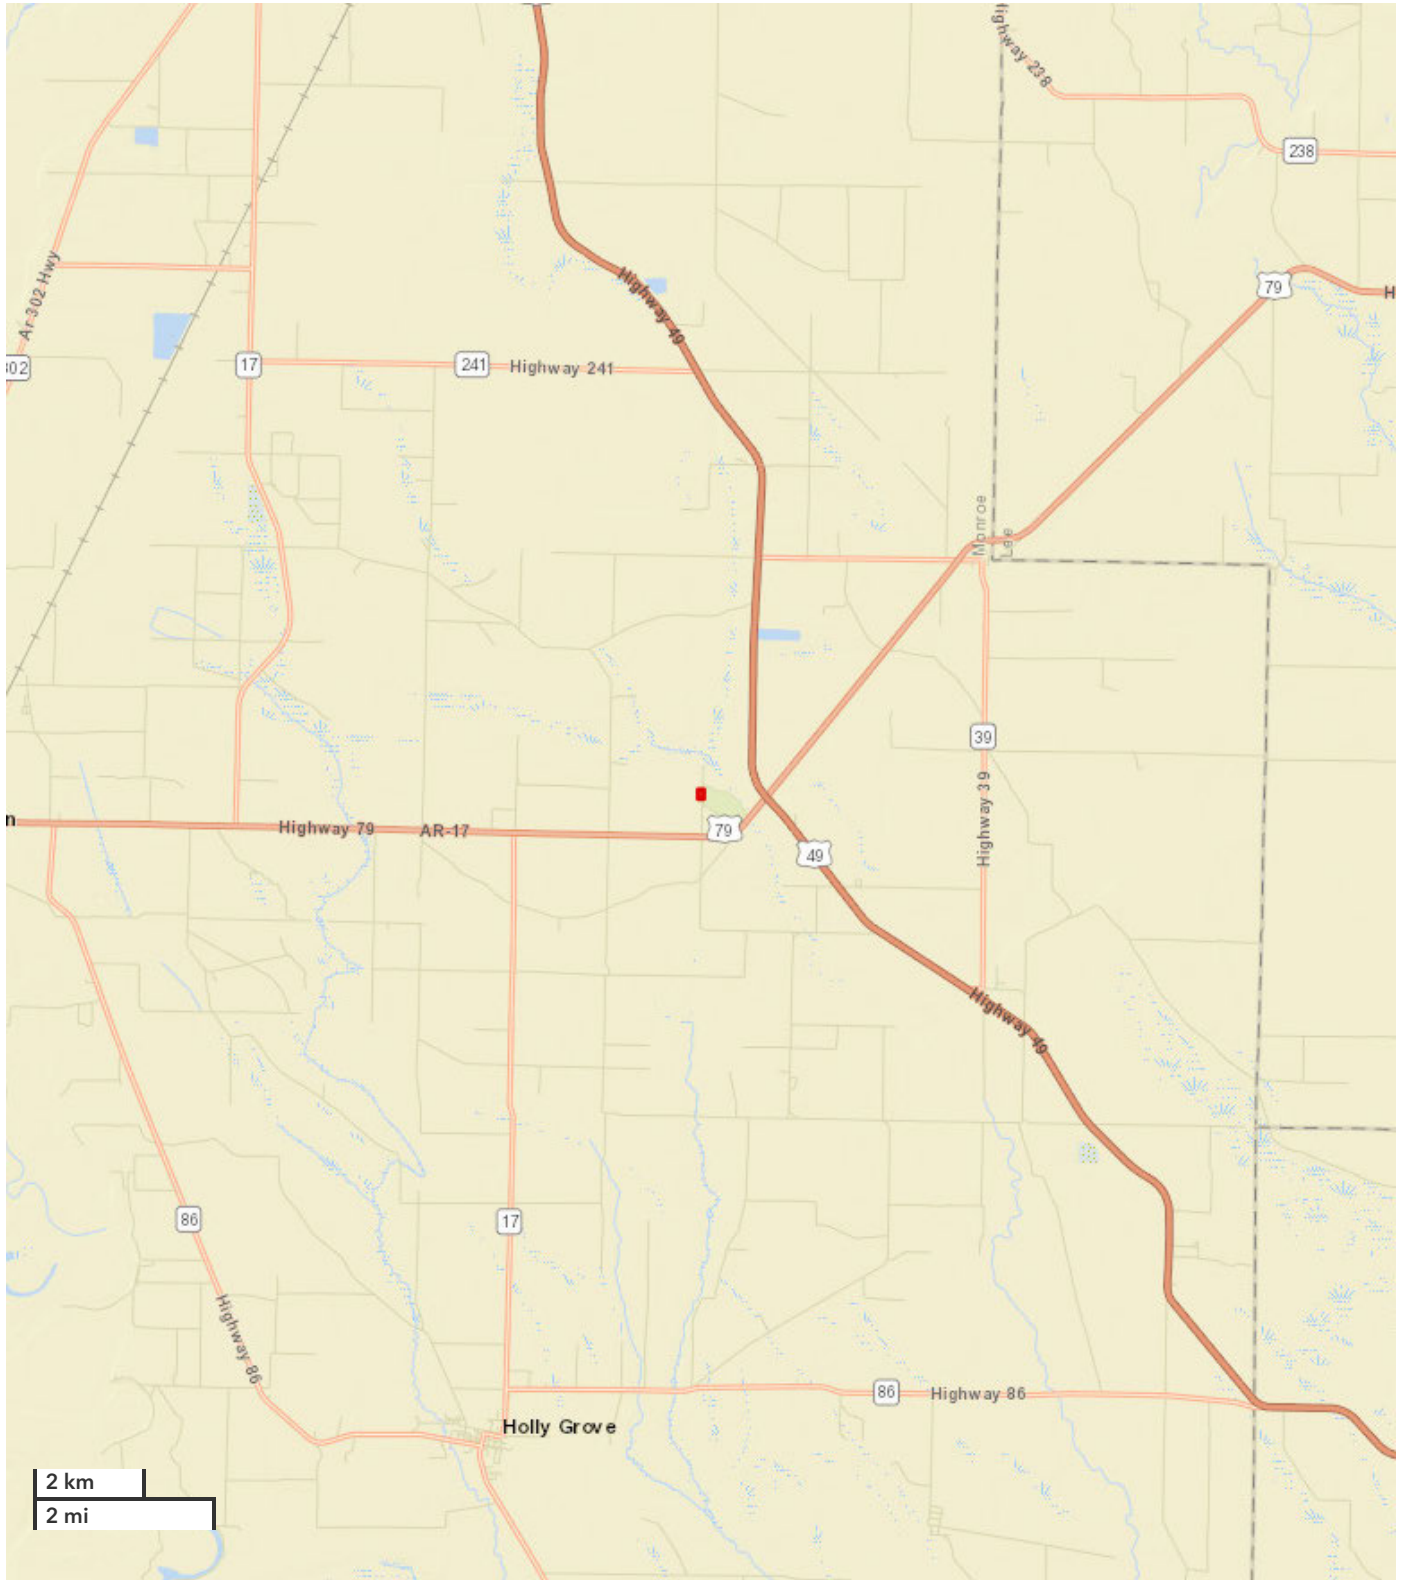 Highway 238
238
79
H
Ar 302 Hwy
302
17
241
Highway 241
Highway 49
Monroe
Lee
39
Highway 39
n
Highway 79
AR-17
79
49
Highway 49
86
17
Highway 86
86
Highway 86
Holly Grove
2 km
2 mi